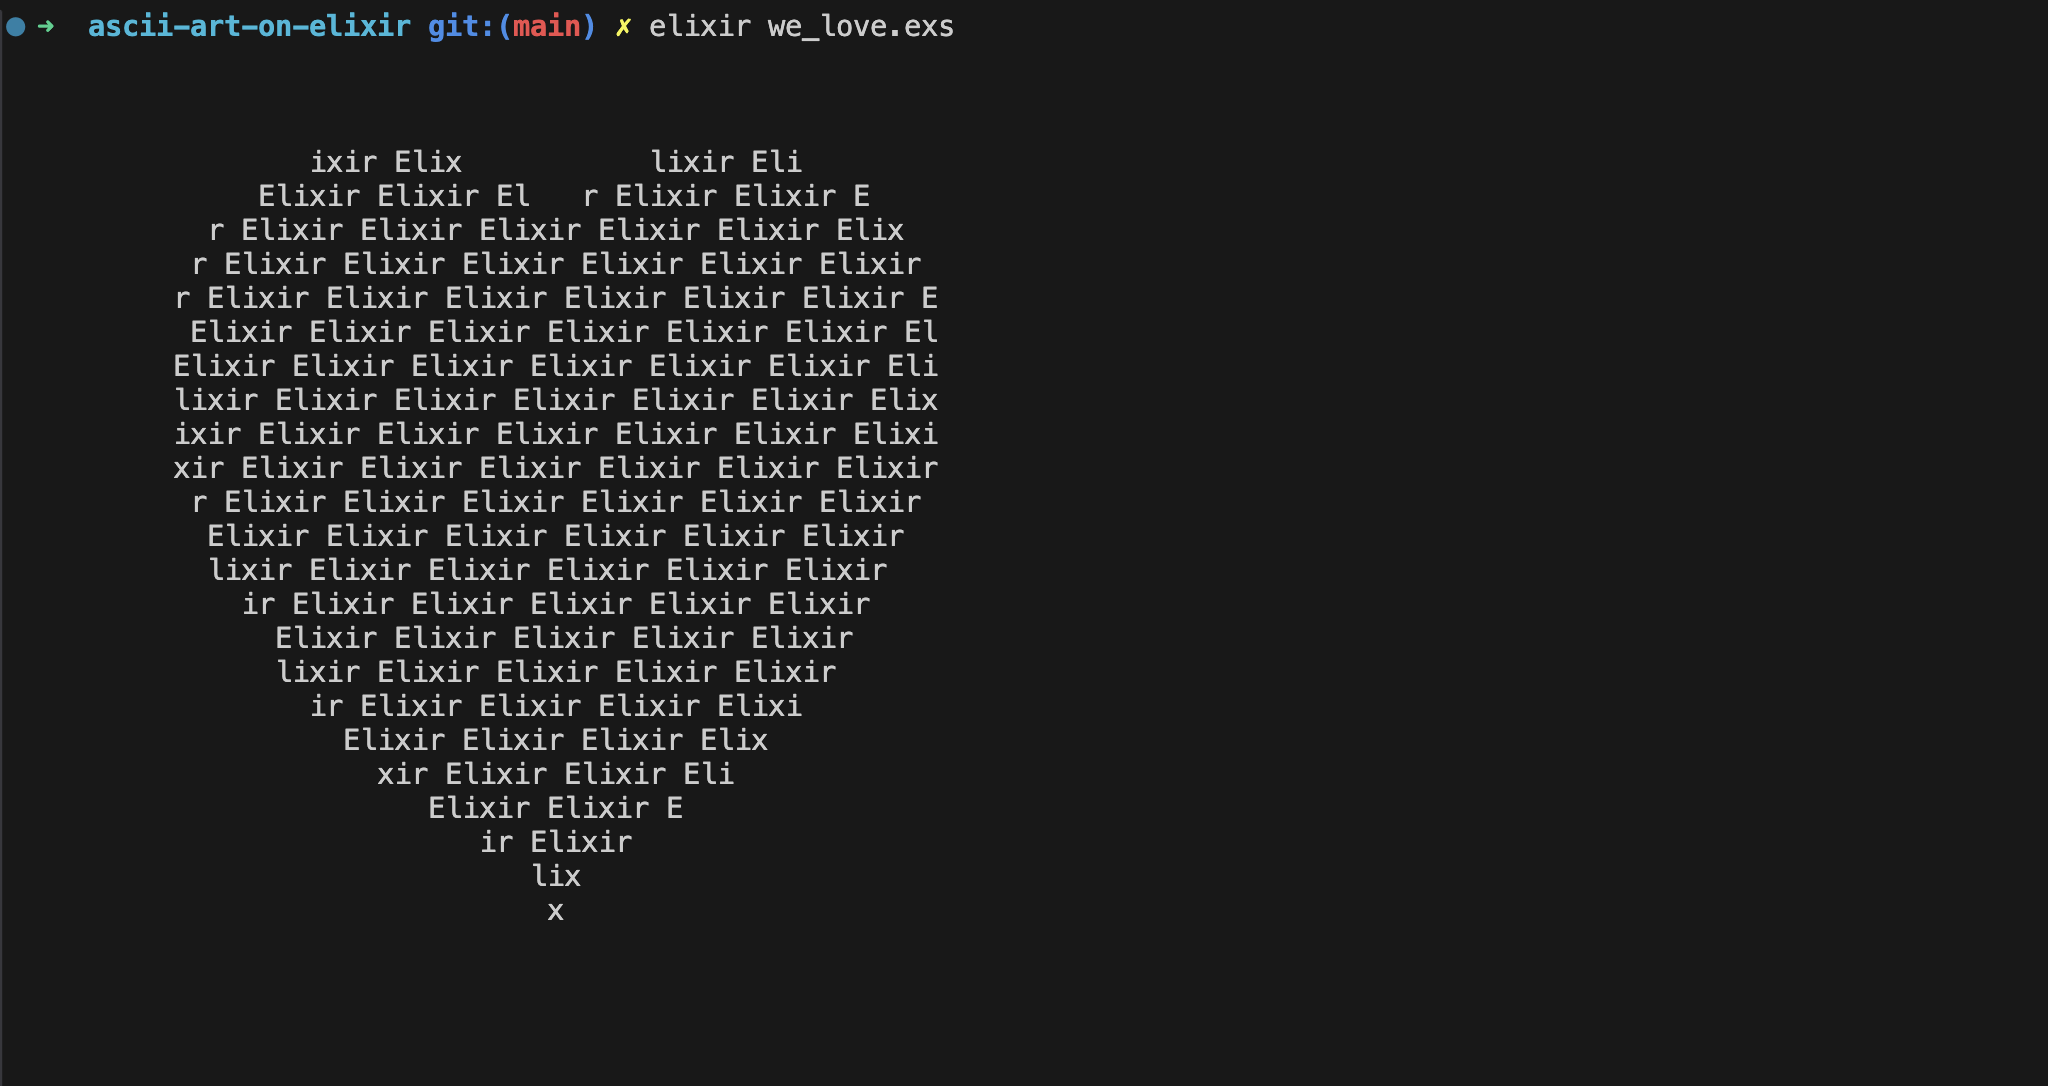 ➜  ascii-art-on-elixir git:(main) ✗ elixir we_love.exs
                ixir Elix           lixir Eli
             Elixir Elixir El   r Elixir Elixir E
          r Elixir Elixir Elixir Elixir Elixir Elix
         r Elixir Elixir Elixir Elixir Elixir Elixir
        r Elixir Elixir Elixir Elixir Elixir Elixir E
         Elixir Elixir Elixir Elixir Elixir Elixir El
        Elixir Elixir Elixir Elixir Elixir Elixir Eli
        lixir Elixir Elixir Elixir Elixir Elixir Elix
        ixir Elixir Elixir Elixir Elixir Elixir Elixi
        xir Elixir Elixir Elixir Elixir Elixir Elixir
         r Elixir Elixir Elixir Elixir Elixir Elixir
          Elixir Elixir Elixir Elixir Elixir Elixir
          lixir Elixir Elixir Elixir Elixir Elixir
            ir Elixir Elixir Elixir Elixir Elixir
              Elixir Elixir Elixir Elixir Elixir
              lixir Elixir Elixir Elixir Elixir
                ir Elixir Elixir Elixir Elixi
                  Elixir Elixir Elixir Elix
                    xir Elixir Elixir Eli
                       Elixir Elixir E
                          ir Elixir
                             lix
                              x